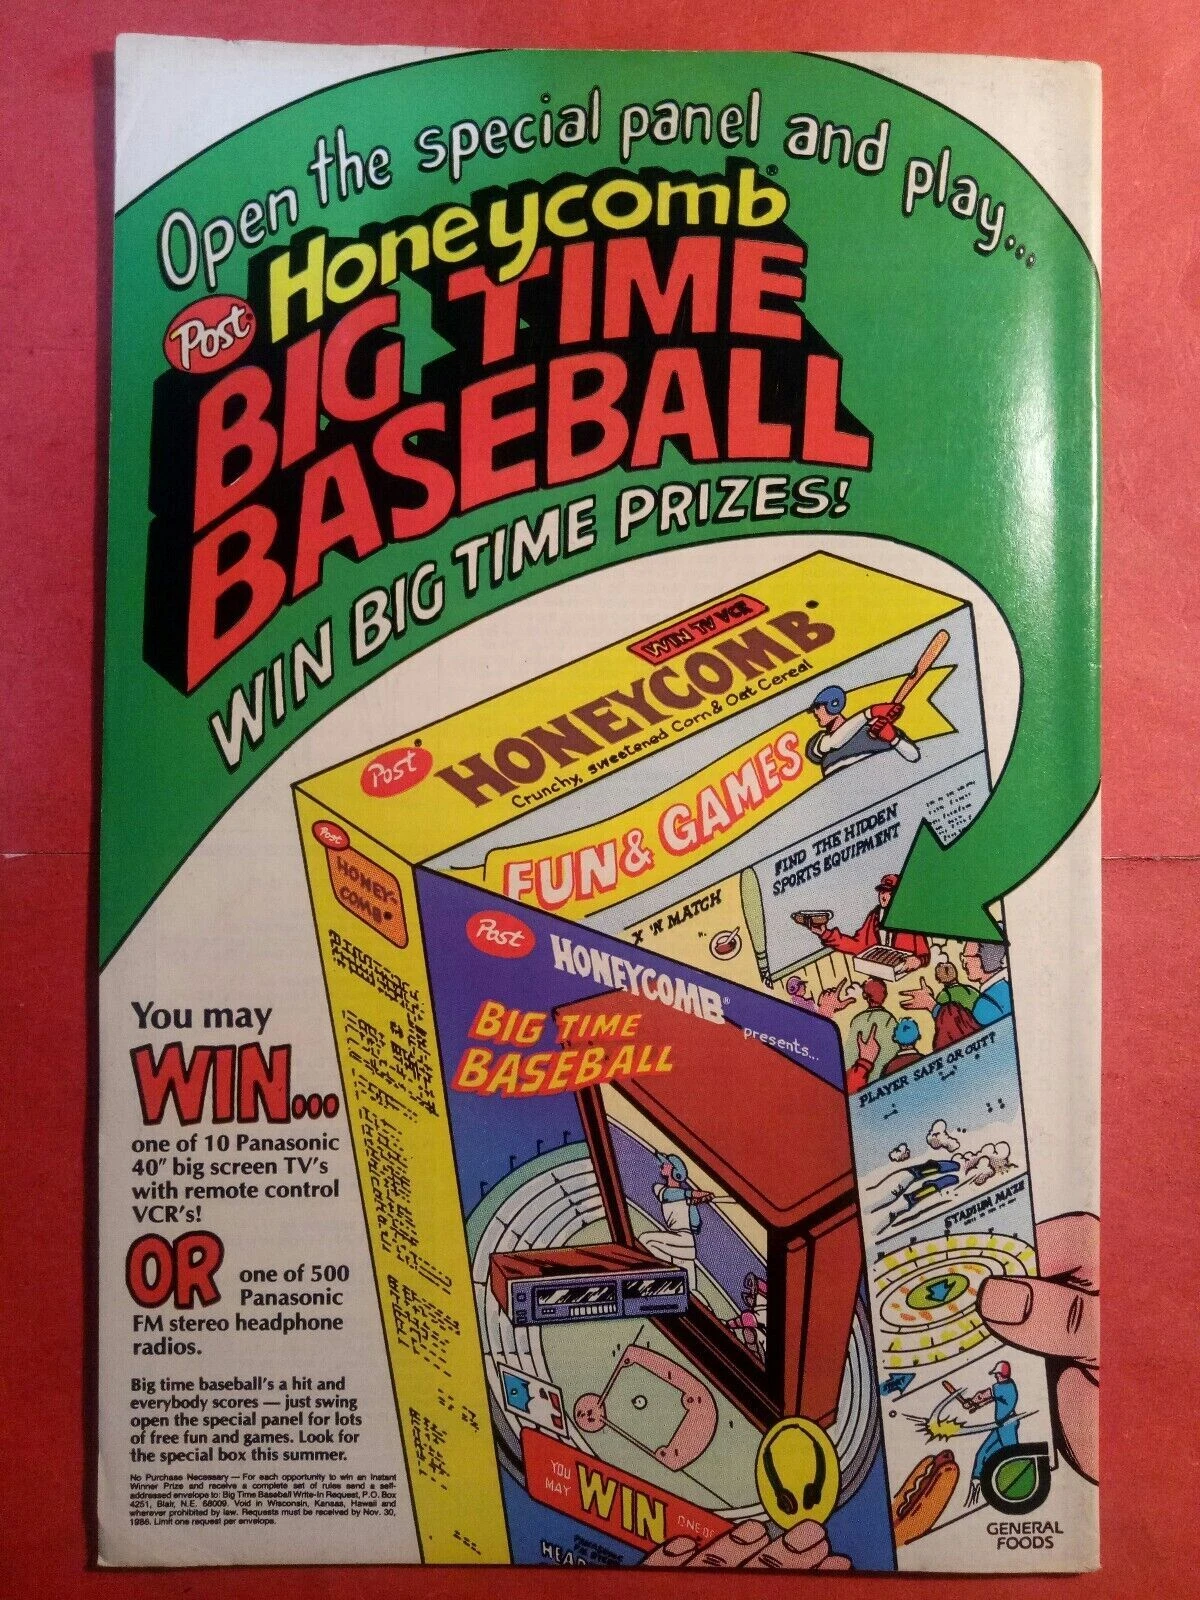 Open the special panel and play...
Post Honeycomb®
BIG TIME
BASEBALL
WIN BIG TIME PRIZES!
WIN
Post® HONEYCOMB®
Crunchy, sweetened Corn & Oat Cereal
FUN & GAMES
FIND THE HIDDEN
SPORTS EQUIPMENT
X 'N MATCH
Post
HONEY-
COMB®
Post HONEYCOMB®
presents...
BIG TIME
BASEBALL
PLAYER SAFE OR OUT?
STADIUM MAZE
START
YOU
MAY
WIN
ONE OF
HEAD
You may
WIN...
one of 10 Panasonic
40" big screen TV's
with remote control
VCR's!
OR one of 500
Panasonic
FM stereo headphone
radios.
Big time baseball's a hit and
everybody scores — just swing
open the special panel for lots
of free fun and games. Look for
the special box this summer.
No Purchase Necessary — For each opportunity to win an Instant
Winner Prize and receive a complete set of rules send a self-
addressed envelope to: Big Time Baseball Write-In Request, P.O. Box
4251, Blair, N.E. 68009. Void in Wisconsin, Kansas, Hawaii and
wherever prohibited by law. Requests must be received by Nov. 30,
1986. Limit one request per envelope.
GENERAL
FOODS